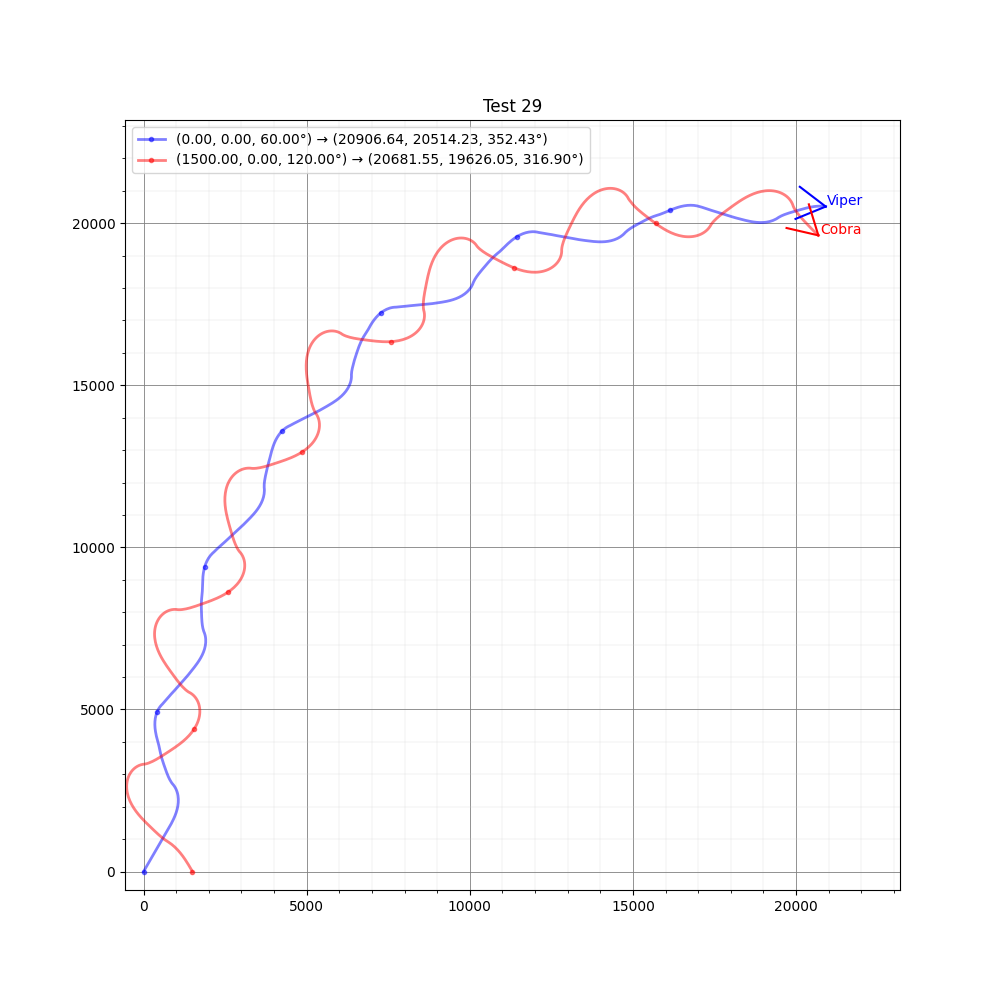 Test 29
(0.00, 0.00, 60.00°) → (20906.64, 20514.23, 352.43°)
(1500.00, 0.00, 120.00°) → (20681.55, 19626.05, 316.90°)
Viper
Cobra
20000
15000
10000
5000
0
0 5000 10000 15000 20000